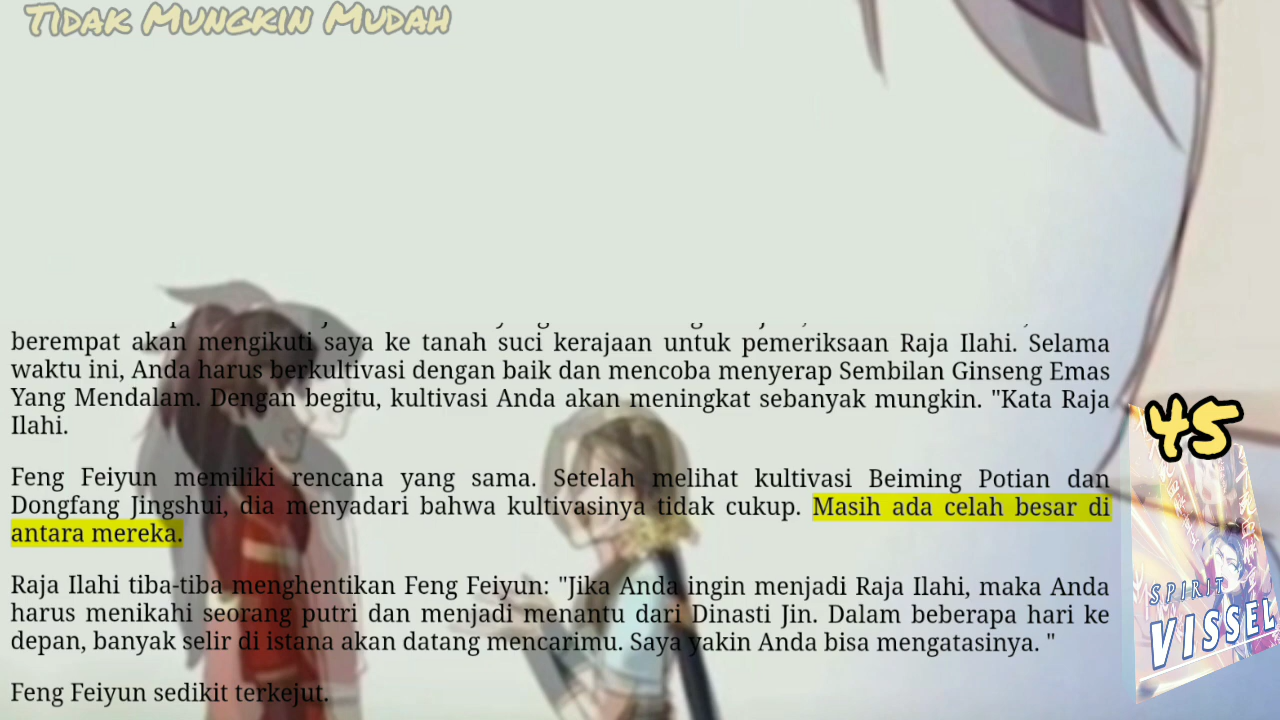 Tidak Mungkin Mudah
berempat akan mengikuti saya ke tanah suci kerajaan untuk pemeriksaan Raja Ilahi. Selama
waktu ini, Anda harus berkultivasi dengan baik dan mencoba menyerap Sembilan Ginseng Emas
Yang Mendalam. Dengan begitu, kultivasi Anda akan meningkat sebanyak mungkin. "Kata Raja
Ilahi.
Feng Feiyun memiliki rencana yang sama. Setelah melihat kultivasi Beiming Potian dan
Dongfang Jingshui, dia menyadari bahwa kultivasinya tidak cukup. Masih ada celah besar di
antara mereka.
Raja Ilahi tiba-tiba menghentikan Feng Feiyun: "Jika Anda ingin menjadi Raja Ilahi, maka Anda
harus menikahi seorang putri dan menjadi menantu dari Dinasti Jin. Dalam beberapa hari ke
depan, banyak selir di istana akan datang mencarimu. Saya yakin Anda bisa mengatasinya. "
Feng Feiyun sedikit terkejut.
45
SPIRIT
VISSEL